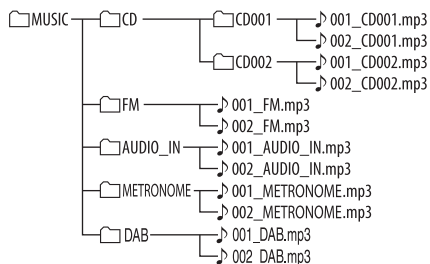 MUSIC CD CD001 001_CD001.mp3
002_CD001.mp3
CD002 001_CD002.mp3
002_CD002.mp3
FM 001_FM.mp3
002_FM.mp3
AUDIO_IN 001_AUDIO_IN.mp3
002_AUDIO_IN.mp3
METRONOME 001_METRONOME.mp3
002_METRONOME.mp3
DAB 001_DAB.mp3
002_DAB.mp3